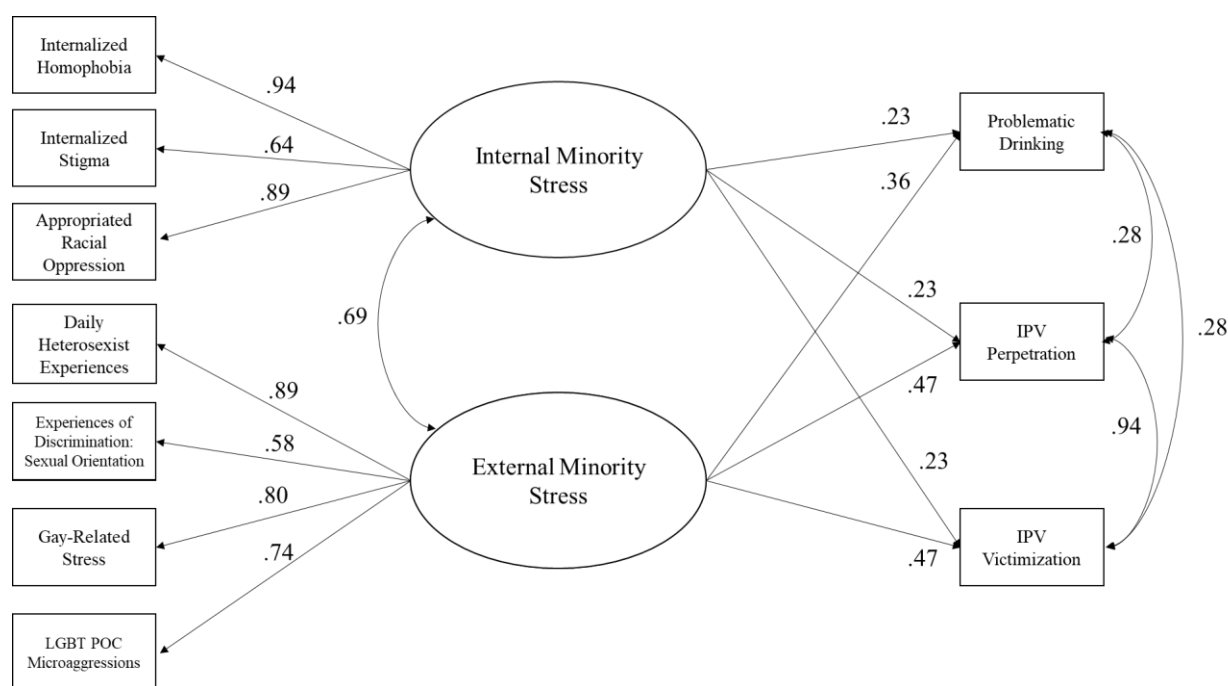 Internalized
Homophobia
.94
Internalized
Stigma
.64
Appropriated
Racial
Oppression
.89
Daily
Heterosexist
Experiences
.89
Experiences of
Discrimination:
Sexual Orientation
.58
Gay-Related
Stress
.80
LGBT POC
Microaggressions
.74
Internal Minority
Stress
.69
External Minority
Stress
.23
.36
.23
.47
.23
.47
Problematic
Drinking
.28
IPV
Perpetration
.28
.94
IPV
Victimization